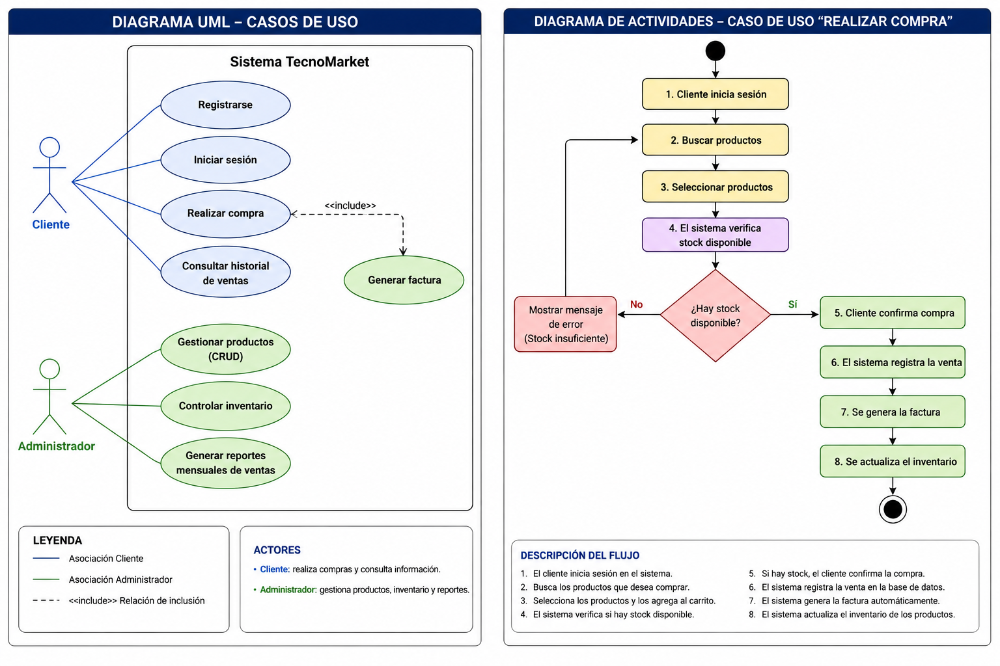 DIAGRAMA UML – CASOS DE USO
Sistema TecnoMarket
Registrarse
Iniciar sesión
Realizar compra
<<include>>
Consultar historial
de ventas
Generar factura
Cliente
Gestionar productos
(CRUD)
Controlar inventario
Generar reportes
mensuales de ventas
Administrador
LEYENDA
Asociación Cliente
Asociación Administrador
<<include>> Relación de inclusión
ACTORES
• Cliente: realiza compras y consulta información.
• Administrador: gestiona productos, inventario y reportes.
DIAGRAMA DE ACTIVIDADES – CASO DE USO “REALIZAR COMPRA”
1. Cliente inicia sesión
2. Buscar productos
3. Seleccionar productos
4. El sistema verifica
stock disponible
¿Hay stock
disponible?
No
Mostrar mensaje
de error
(Stock insuficiente)
Sí
5. Cliente confirma compra
6. El sistema registra la venta
7. Se genera la factura
8. Se actualiza el inventario
DESCRIPCIÓN DEL FLUJO
1. El cliente inicia sesión en el sistema.
2. Busca los productos que desea comprar.
3. Selecciona los productos y los agrega al carrito.
4. El sistema verifica si hay stock disponible.
5. Si hay stock, el cliente confirma la compra.
6. El sistema registra la venta en la base de datos.
7. El sistema genera la factura automáticamente.
8. El sistema actualiza el inventario de los productos.